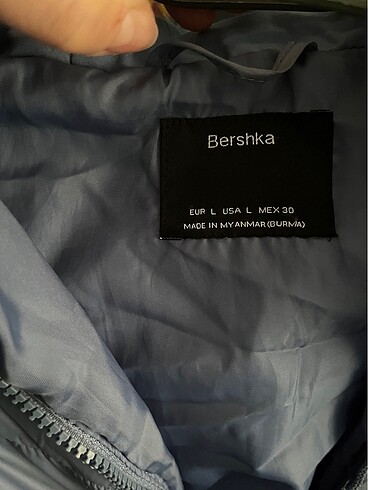 Bershka
EUR L USA L MEX 30
MADE IN MYANMAR (BURMA)